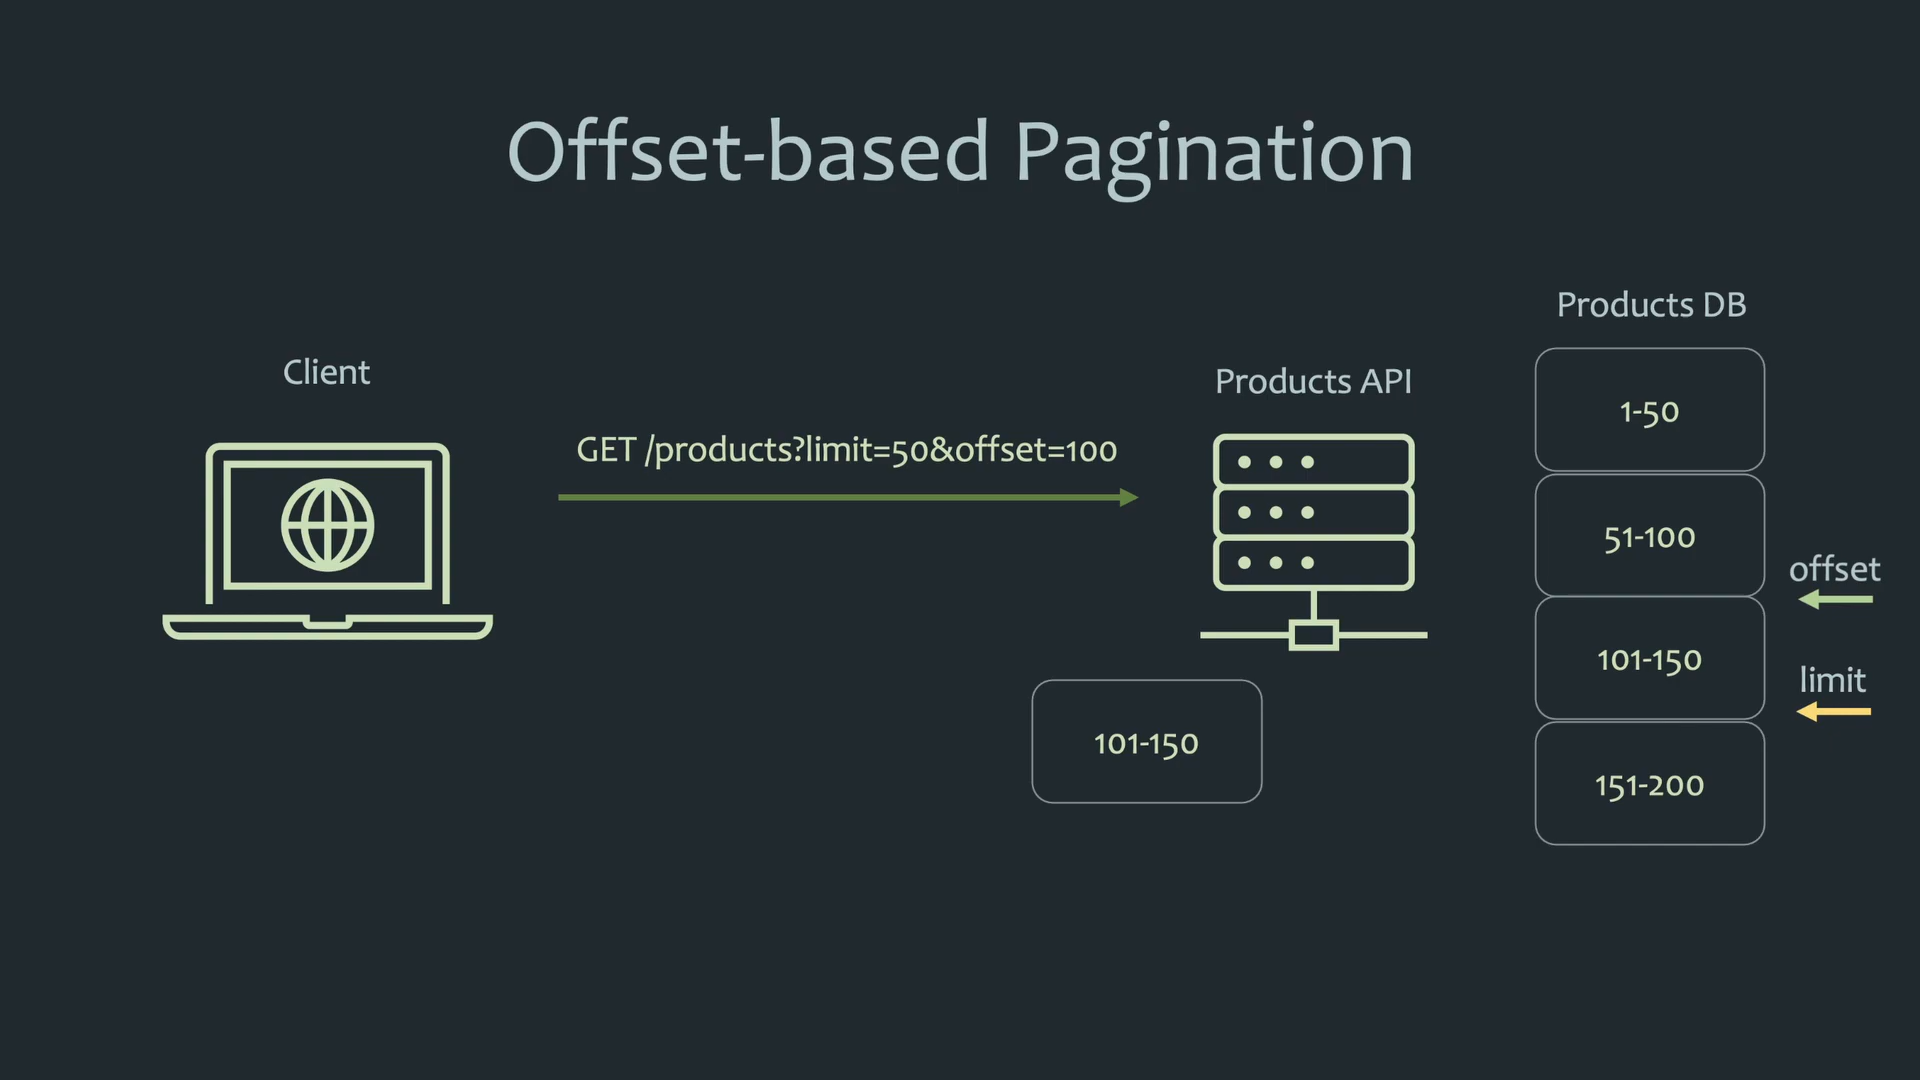 Offset-based Pagination
Client
GET /products?limit=50&offset=100
Products API
101-150
Products DB
1-50
51-100
101-150
151-200
offset
limit